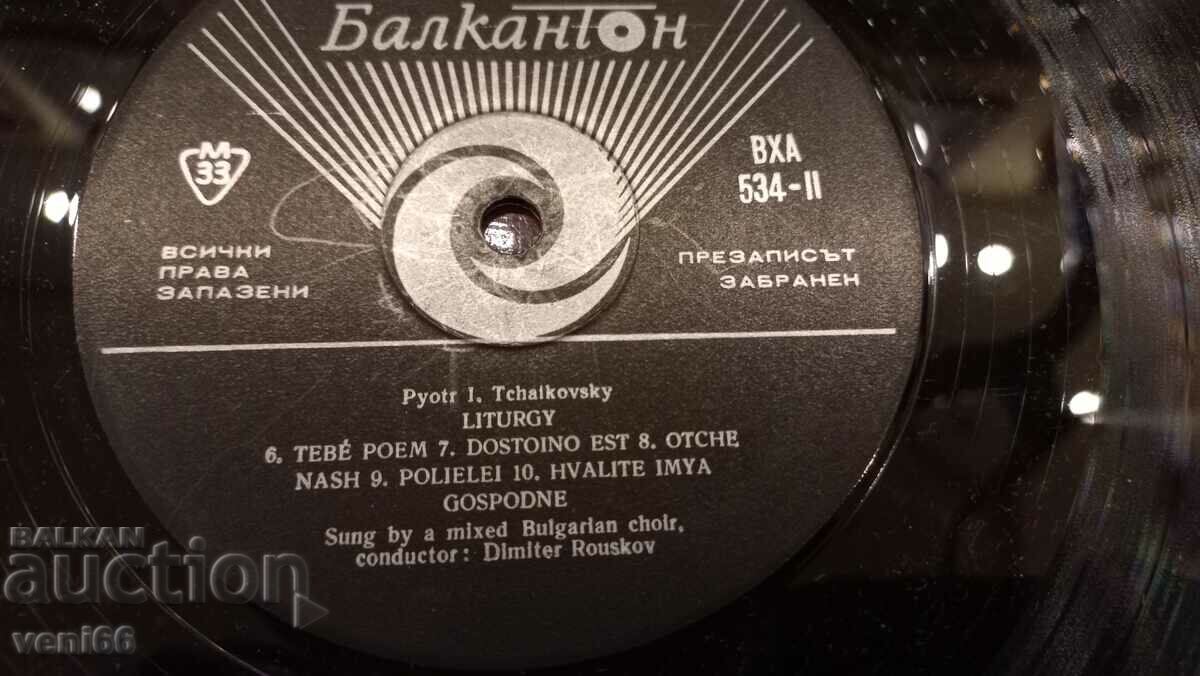 Балкантон
М
33
ВХА
534-II
ВСИЧКИ
ПРАВА
ЗАПАЗЕНИ
ПРЕЗАПИСЪТ
ЗАБРАНЕН
Pyotr I. Tchaikovsky
LITURGY
6. TEBÉ POEM 7. DOSTOINO EST 8. OTCHE
NASH 9. POLIELEI 10. HVALITE IMYA
GOSPODNE
Sung by a mixed Bulgarian choir,
conductor: Dimiter Rouskov
BALKAN
auction
veni66